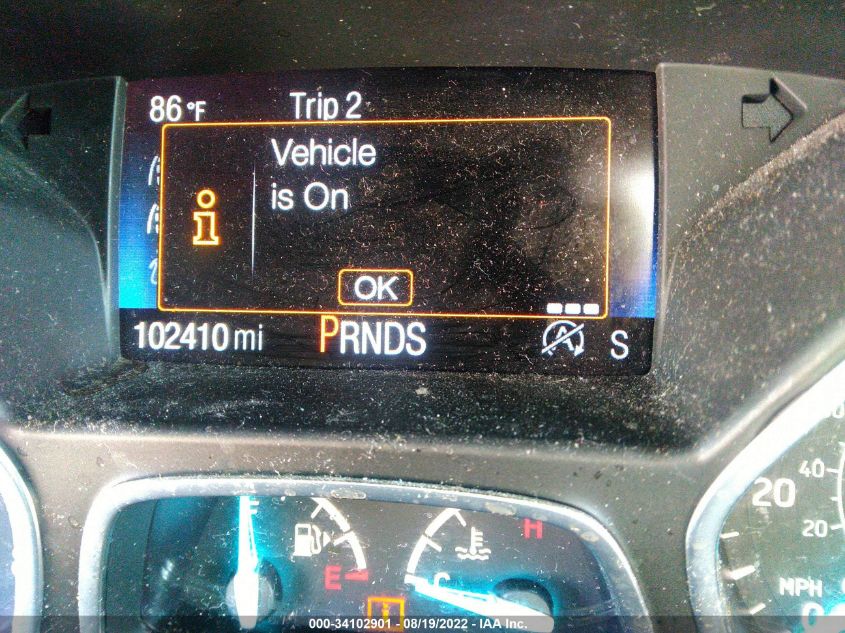 86 °F Trip 2
Vehicle
is On
OK
102410 mi PRNDS A S
F
H
E
C
40
20
20
MPH
0
000-34102901 - 08/19/2022 - IAA Inc.